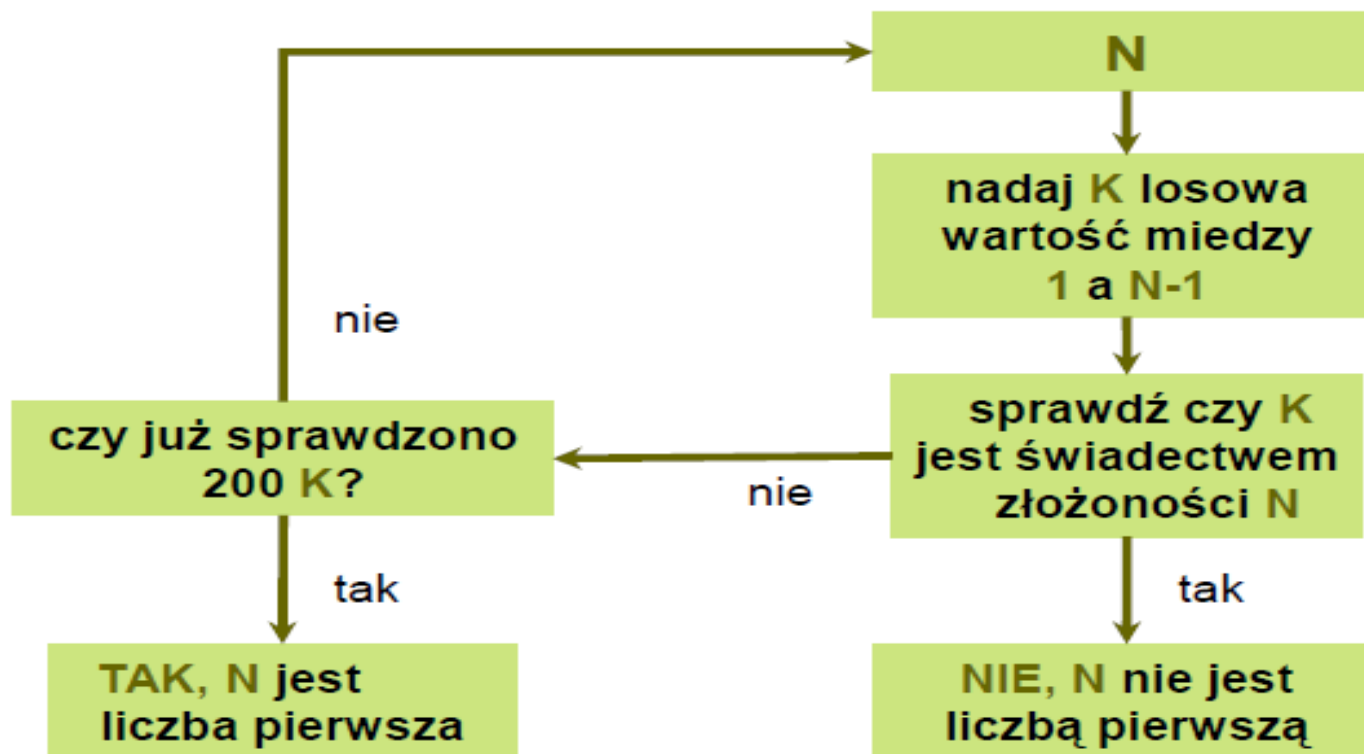 N
nadaj K losowa
wartość miedzy
1 a N-1
nie
sprawdź czy K
jest świadectwem
złożoności N
czy już sprawdzono
200 K?
nie
tak
tak
TAK, N jest
liczba pierwsza
NIE, N nie jest
liczbą pierwszą